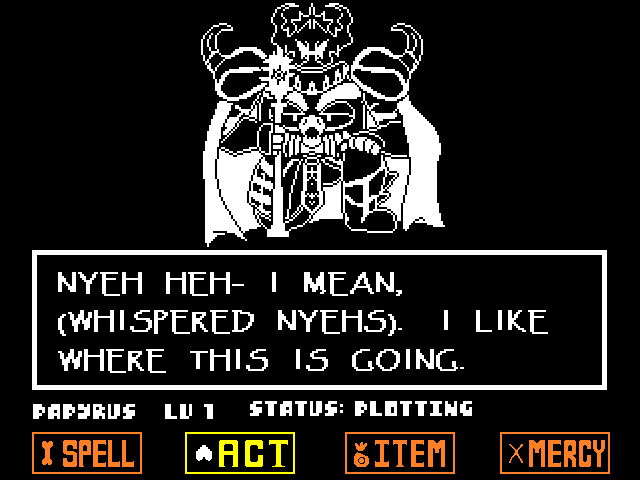 NYEH HEH- I MEAN,
(WHISPERED NYEHS). I LIKE
WHERE THIS IS GOING.
PAPYRUS LV 1 STATUS: PLOTTING
SPELL ACT ITEM MERCY